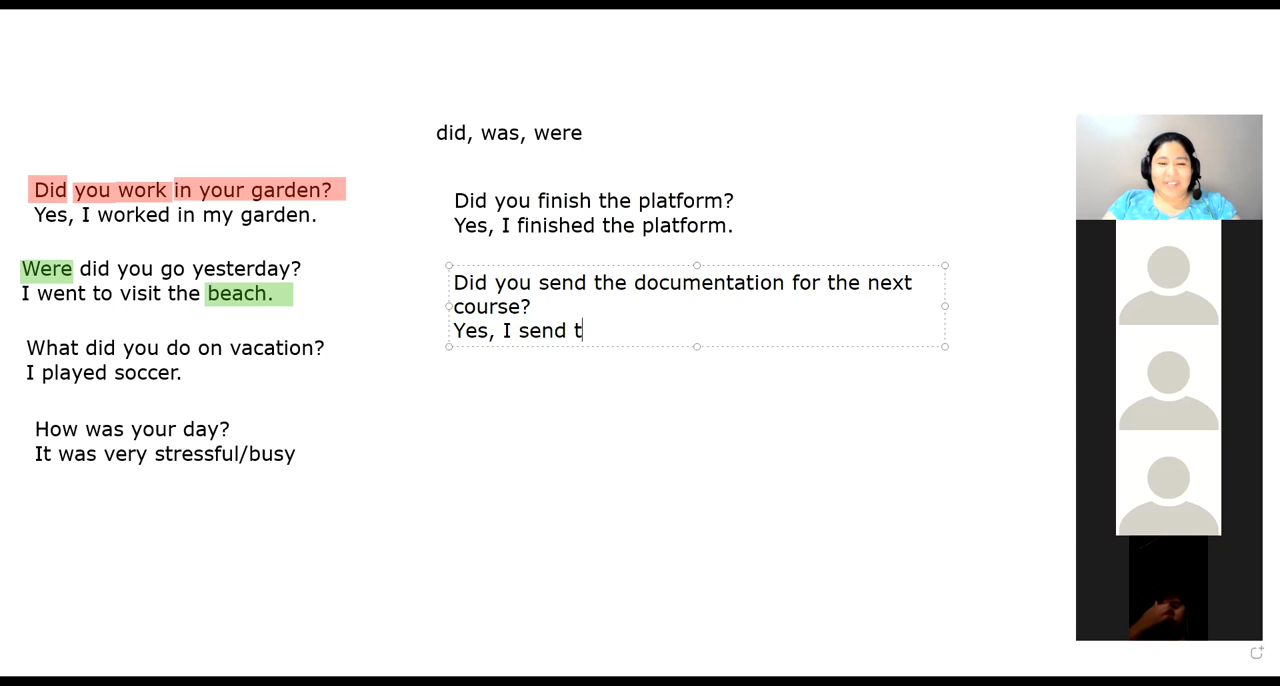 did, was, were
Did you work in your garden?
Yes, I worked in my garden.
Were did you go yesterday?
I went to visit the beach.
What did you do on vacation?
I played soccer.
How was your day?
It was very stressful/busy
Did you finish the platform?
Yes, I finished the platform.
Did you send the documentation for the next
course?
Yes, I send t